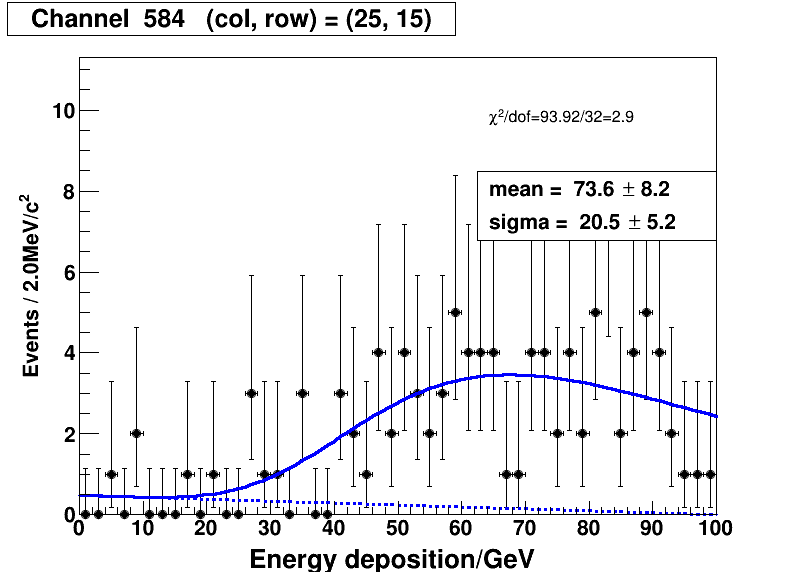 Channel 584 (col, row) = (25, 15)
χ²/dof=93.92/32=2.9
mean = 73.6 ± 8.2
sigma = 20.5 ± 5.2
Events / 2.0MeV/c²
10
8
6
4
2
0
0 10 20 30 40 50 60 70 80 90 100
Energy deposition/GeV